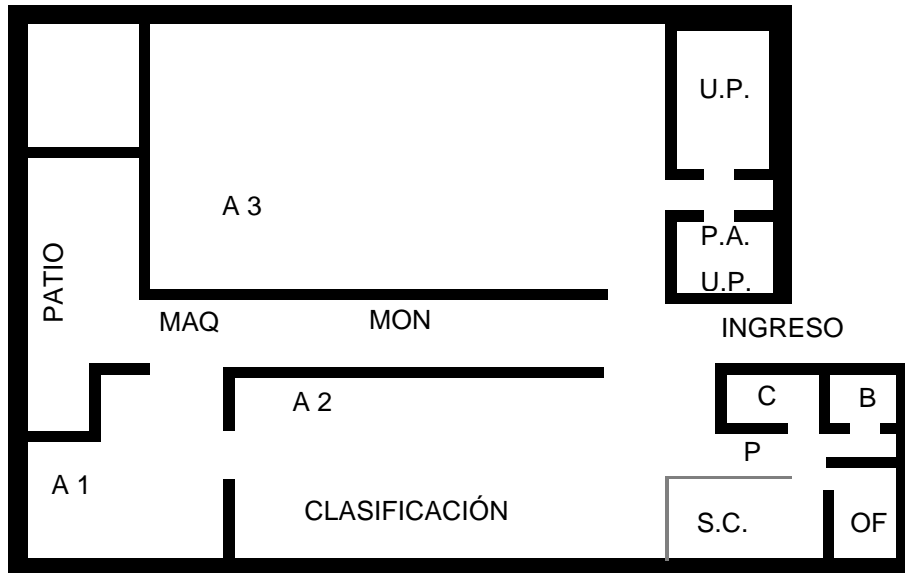 U.P.
A 3
P.A.
U.P.
PATIO
MAQ
MON
INGRESO
A 2
C
B
P
A 1
CLASIFICACIÓN
S.C.
OF